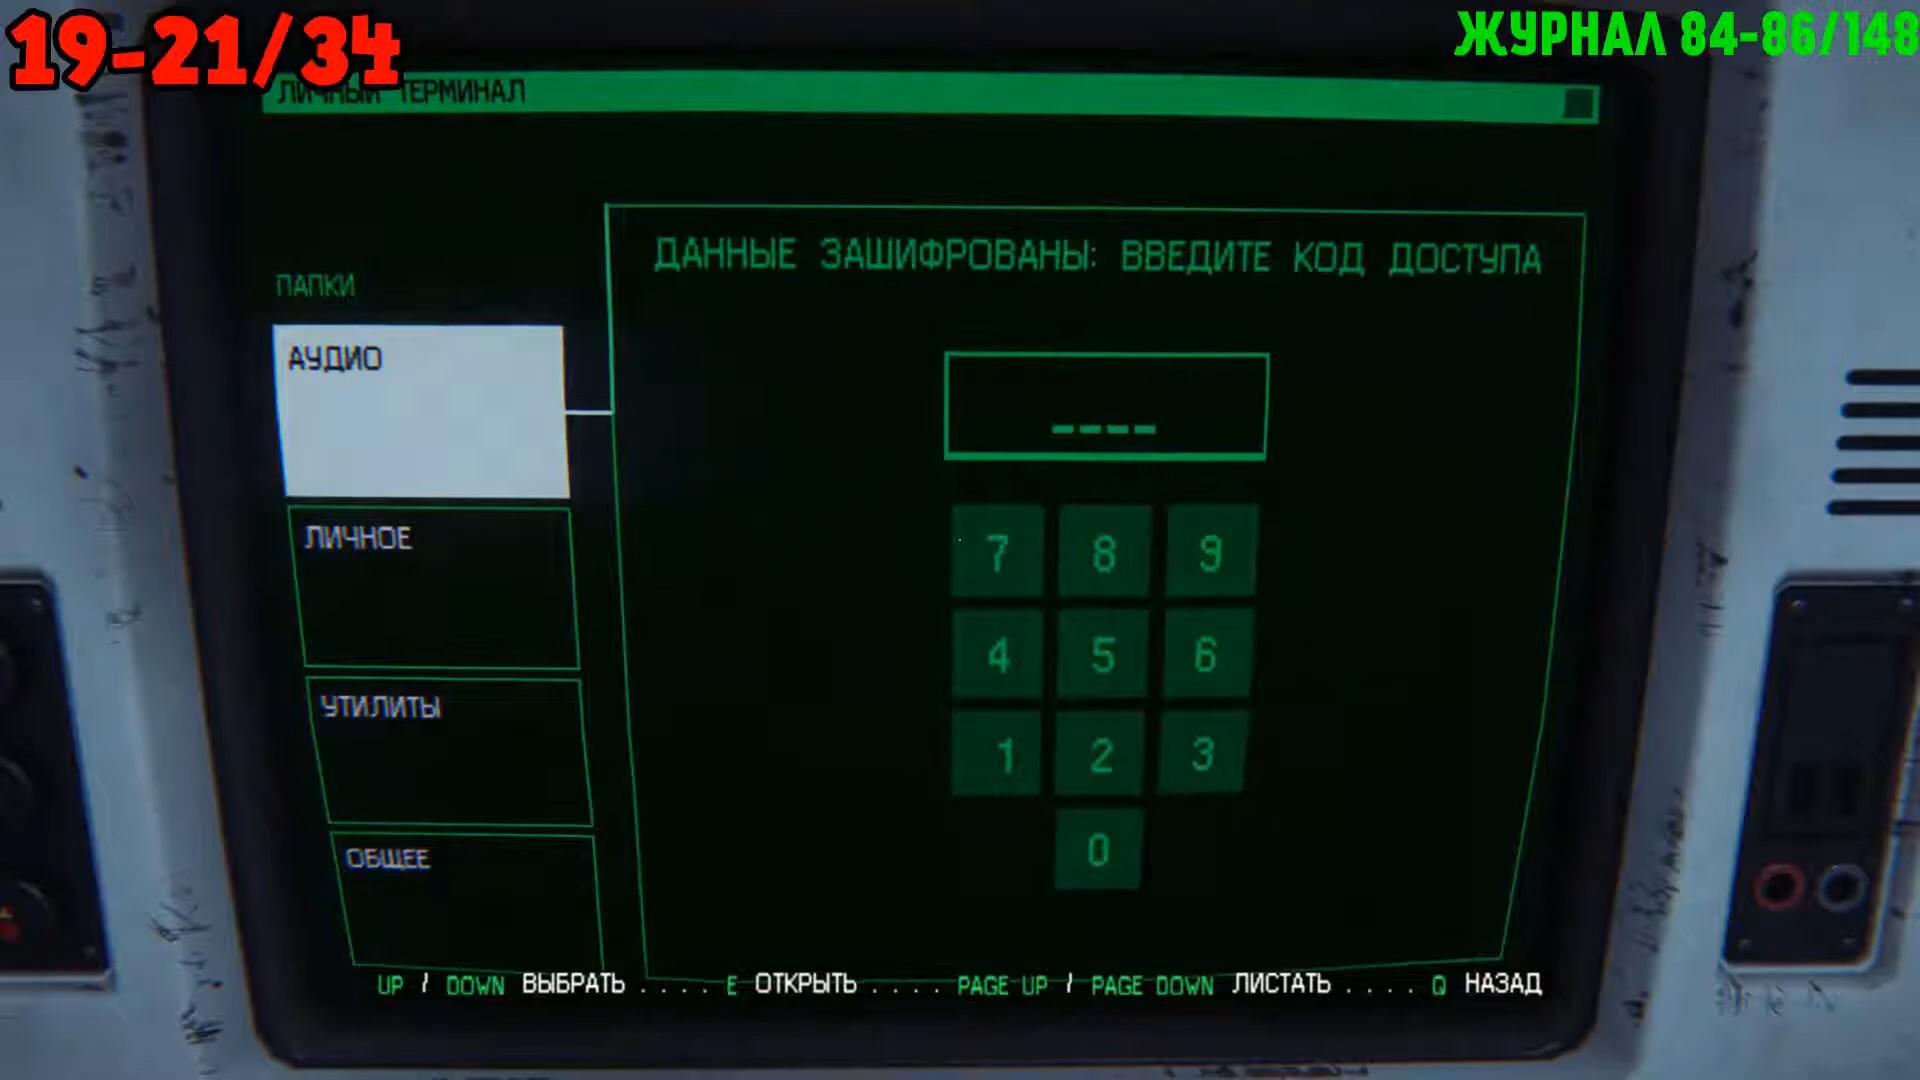 19-21/34
ЖУРНАЛ 84-86/148
ЛИЧНЫЙ ТЕРМИНАЛ
ДАННЫЕ ЗАШИФРОВАНЫ: ВВЕДИТЕ КОД ДОСТУПА
ПАПКИ
АУДИО
ЛИЧНОЕ
УТИЛИТЫ
ОБЩЕЕ
_ _ _ _
7 8 9
4 5 6
1 2 3
0
UP / DOWN ВЫБРАТЬ .... E ОТКРЫТЬ .... PAGE UP / PAGE DOWN ЛИСТАТЬ .... Q НАЗАД